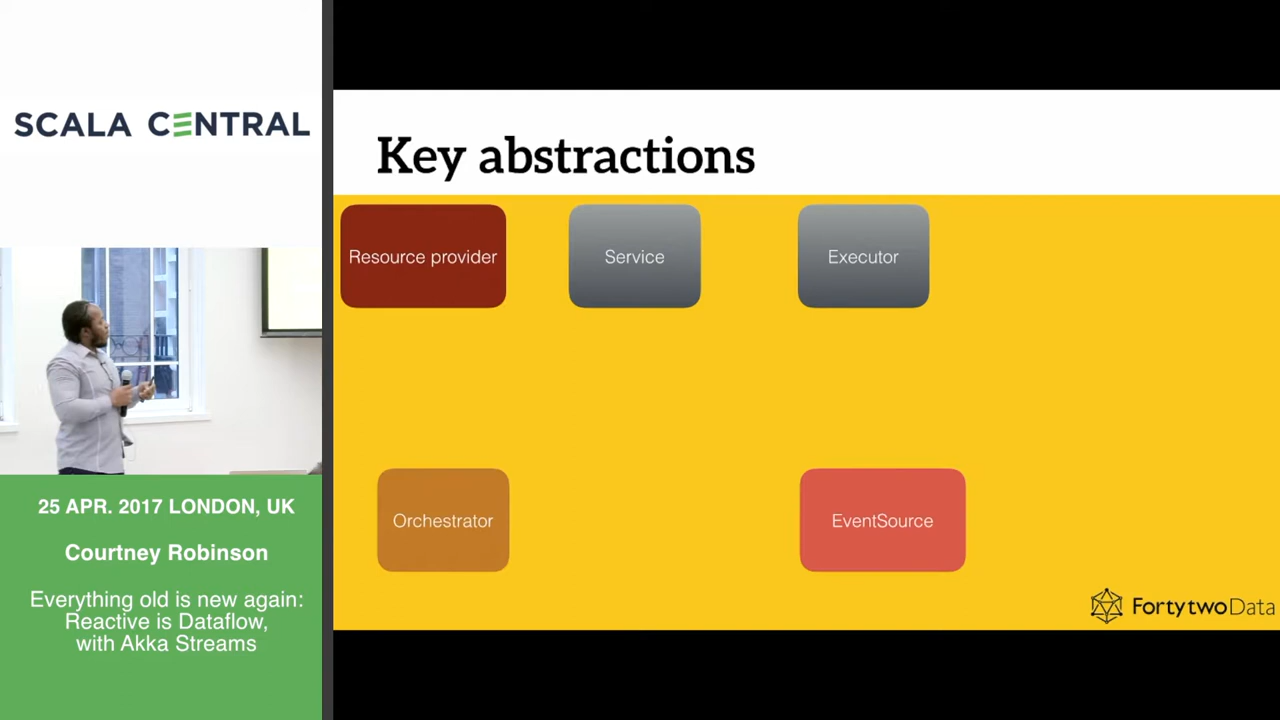 SCALA CENTRAL
25 APR. 2017 LONDON, UK
Courtney Robinson
Everything old is new again:
Reactive is Dataflow,
with Akka Streams
Key abstractions
Resource provider
Service
Executor
Orchestrator
EventSource
FortytwoData